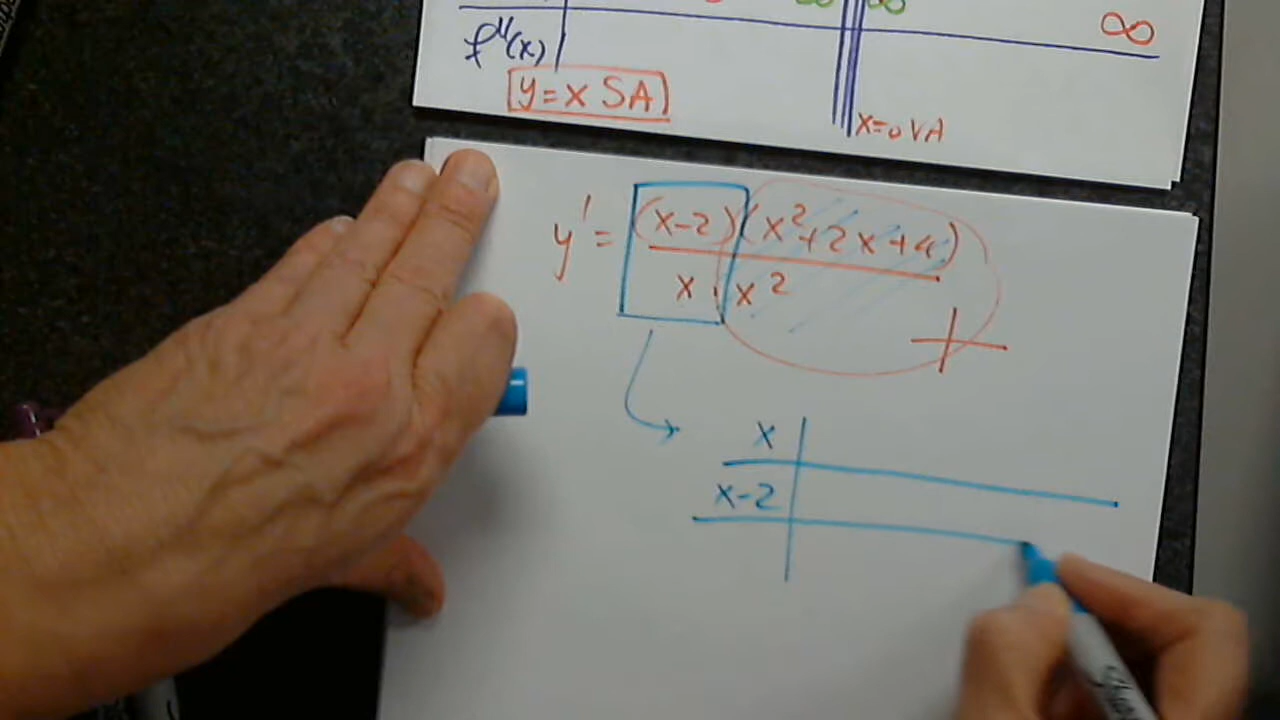 ∞ ∞
f"(x) ∞
y=x SA
x=0 VA
y' = (x-2)(x²+2x+4)
x · x²
+
x
x-2